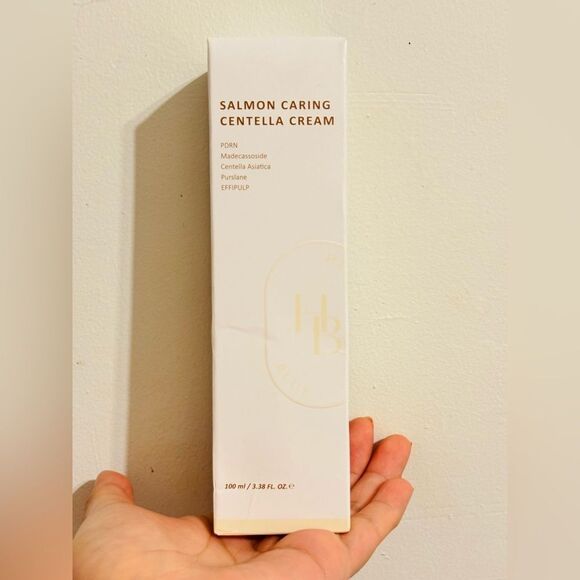 SALMON CARING
CENTELLA CREAM
PDRN
Madecassoside
Centella Asiatica
Purslane
EFFIPULP
HB
100 ml / 3.38 FL. OZ.℮